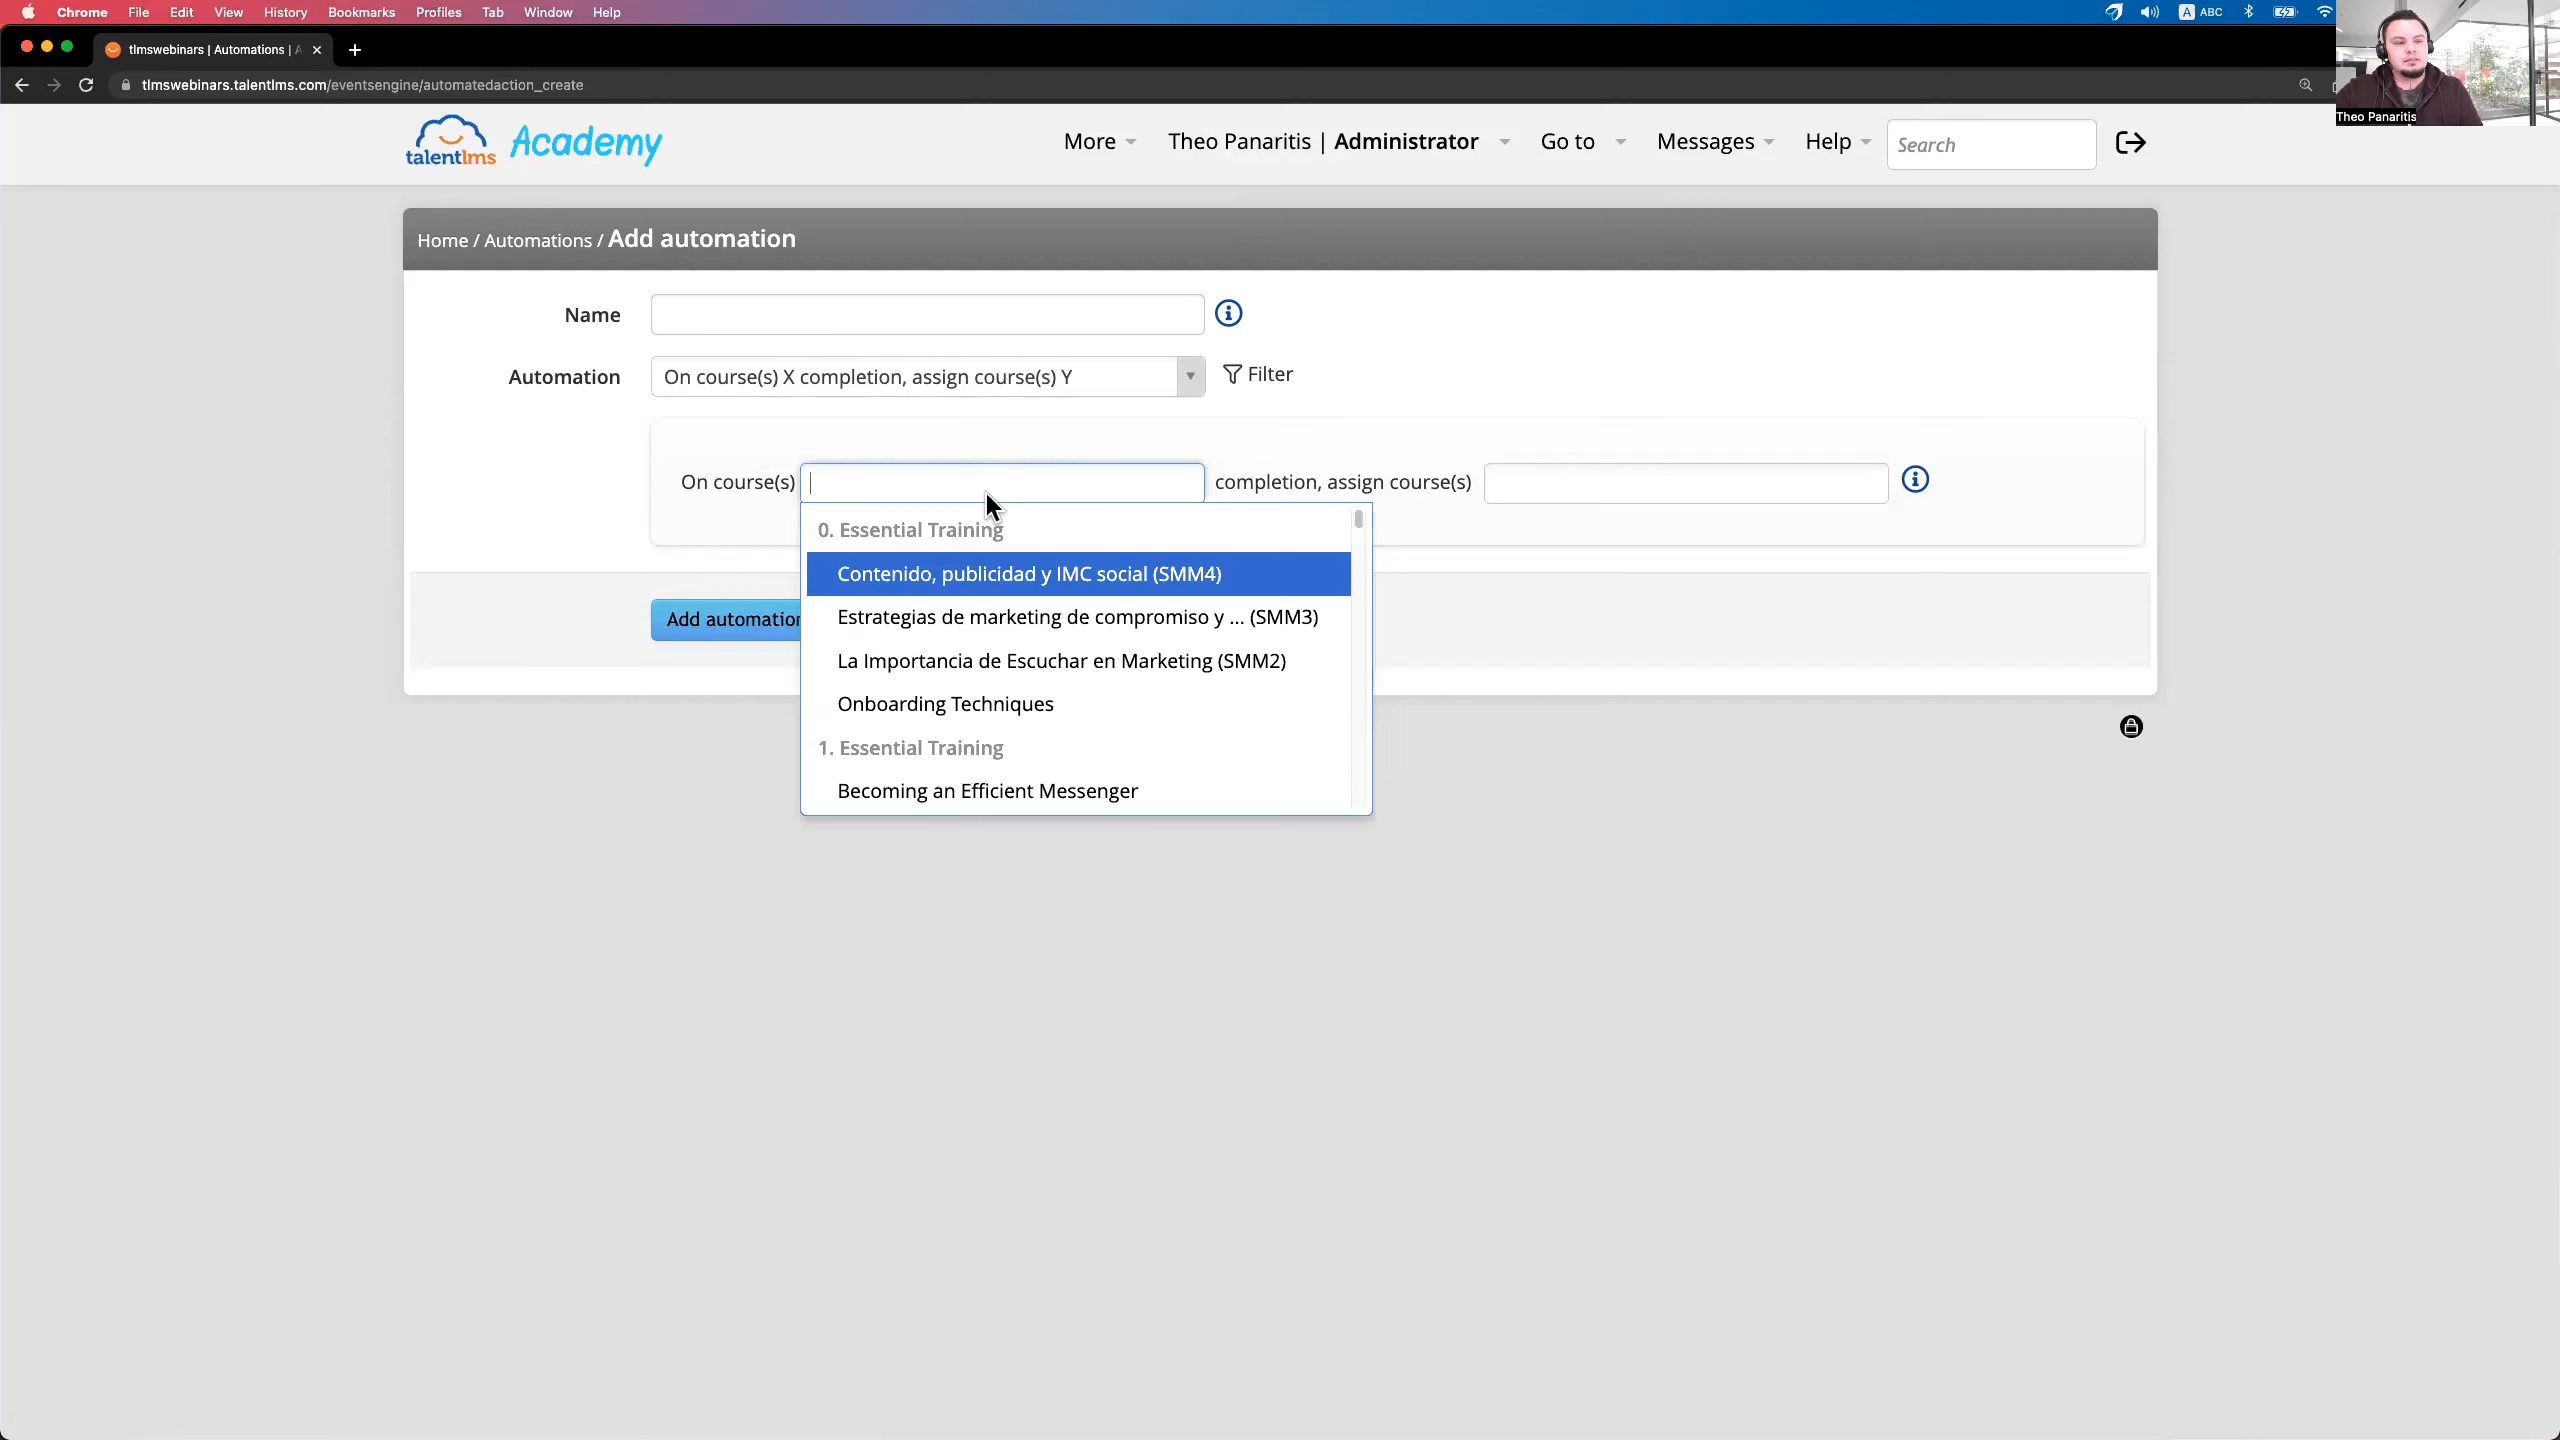 Chrome File Edit View History Bookmarks Profiles Tab Window Help
A ABC
tlmswebinars | Automations | A
tlmswebinars.talentlms.com/eventsengine/automatedaction_create
Theo Panaritis
talentlms Academy
More
Theo Panaritis | Administrator
Go to
Messages
Help
Search
Home / Automations / Add automation
Name
Automation
On course(s) X completion, assign course(s) Y
Filter
On course(s)
completion, assign course(s)
0. Essential Training
Contenido, publicidad y IMC social (SMM4)
Estrategias de marketing de compromiso y ... (SMM3)
La Importancia de Escuchar en Marketing (SMM2)
Onboarding Techniques
1. Essential Training
Becoming an Efficient Messenger
Add automation